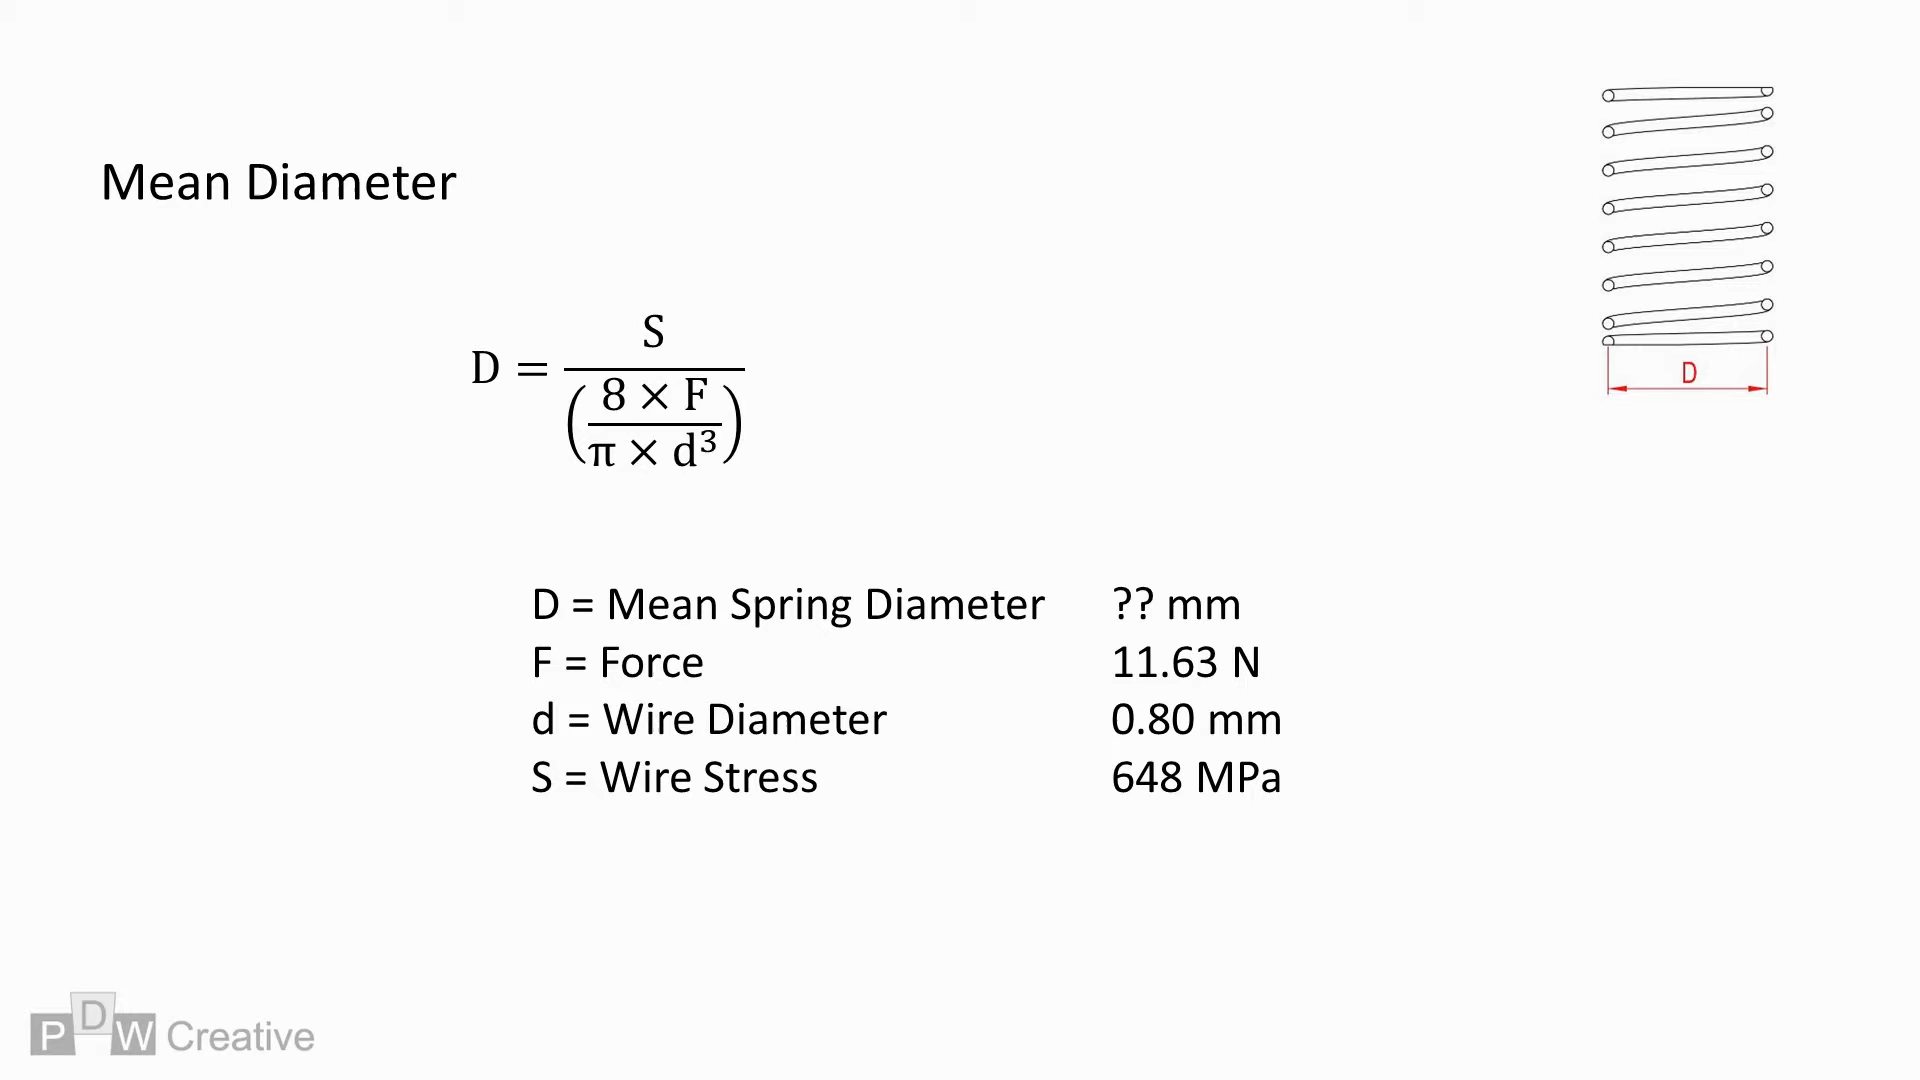 Mean Diameter
D = S / ((8 × F) / (π × d³))
D
D = Mean Spring Diameter ?? mm
F = Force 11.63 N
d = Wire Diameter 0.80 mm
S = Wire Stress 648 MPa
PDW Creative